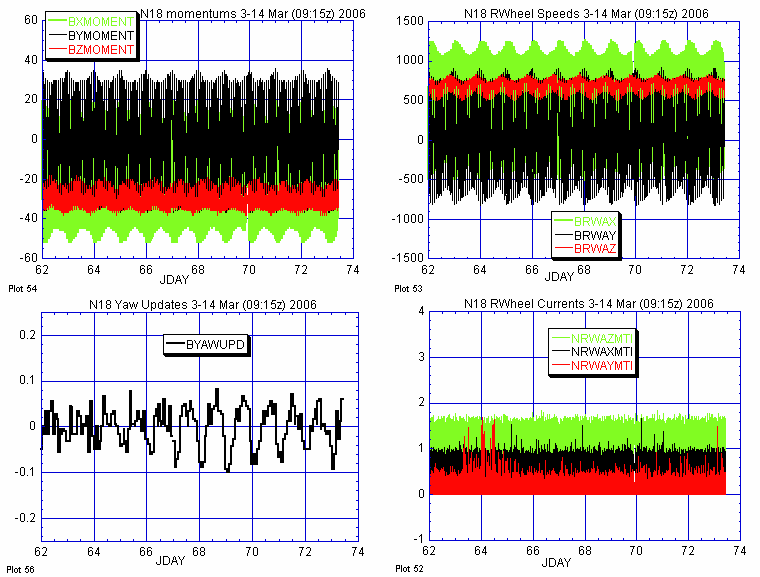 N18 momentums 3-14 Mar (09:15z) 2006
BXMOMENT
BYMOMENT
BZMOMENT
60
40
20
0
-20
-40
-60
62 64 66 68 70 72 74
JDAY
Plot 54
N18 RWheel Speeds 3-14 Mar (09:15z) 2006
1500
1000
500
0
-500
-1000
-1500
BRWAX
BRWAY
BRWAZ
62 64 66 68 70 72 74
JDAY
Plot 53
N18 Yaw Updates 3-14 Mar (09:15z) 2006
BYAWUPD
0.2
0.1
0
-0.1
-0.2
62 64 66 68 70 72 74
JDAY
Plot 56
N18 RWheel Currents 3-14 Mar (09:15z) 2006
NRWAZMTI
NRWAXMTI
NRWAYMTI
4
3
2
1
0
-1
62 64 66 68 70 72 74
JDAY
Plot 52